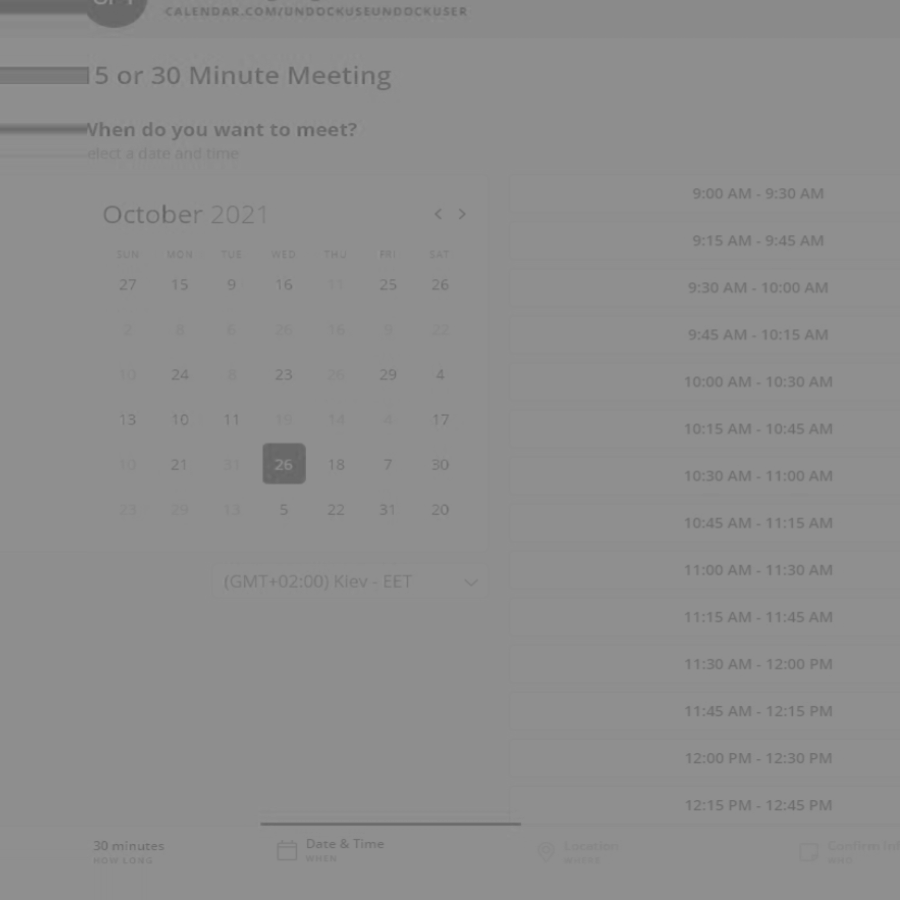 CALENDAR.COM/UNDOCKUSEUNDOCKUSER
5 or 30 Minute Meeting
When do you want to meet?
elect a date and time
October 2021
SUN MON TUE WED THU FRI SAT
27 15 9 16 11 25 26
2 8 6 26 16 9 22
10 24 8 23 26 29 4
13 10 11 10 14 4 17
10 21 31 26 18 7 30
23 29 13 5 22 31 20
(GMT+02:00) Kiev - EET
9:00 AM - 9:30 AM
9:15 AM - 9:45 AM
9:30 AM - 10:00 AM
9:45 AM - 10:15 AM
10:00 AM - 10:30 AM
10:15 AM - 10:45 AM
10:30 AM - 11:00 AM
10:45 AM - 11:15 AM
11:00 AM - 11:30 AM
11:15 AM - 11:45 AM
11:30 AM - 12:00 PM
11:45 AM - 12:15 PM
12:00 PM - 12:30 PM
12:15 PM - 12:45 PM
30 minutes
HOW LONG
Date & Time
WHEN
Location
WHERE
Confirm
WHO